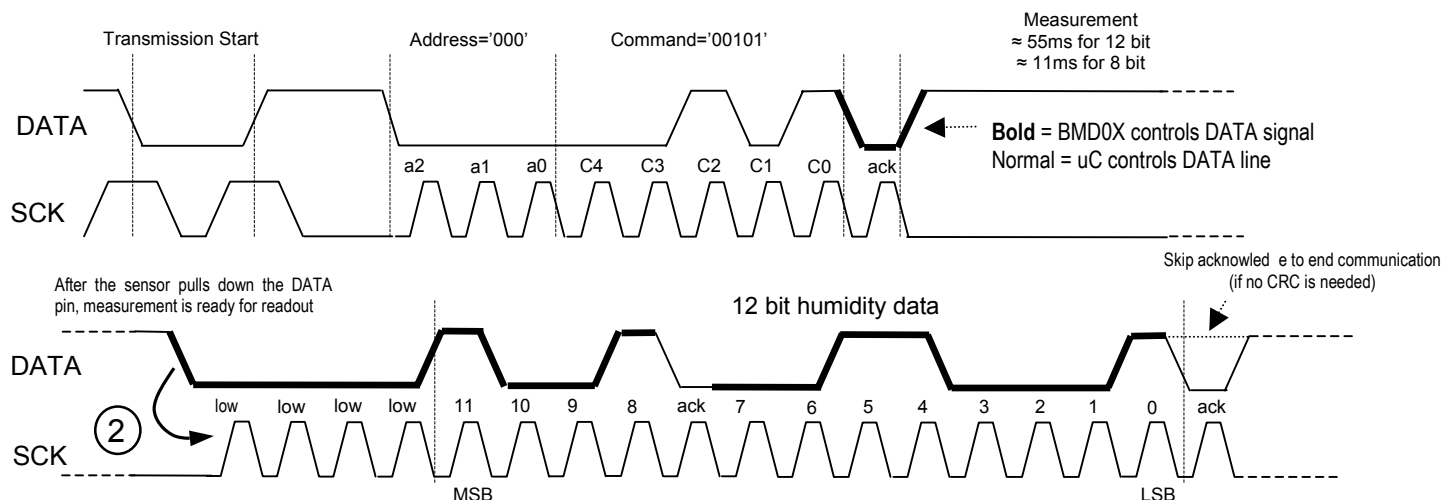 Transmission Start
Address='000'
Command='00101'
Measurement
≈ 55ms for 12 bit
≈ 11ms for 8 bit
DATA
Bold = BMD0X controls DATA signal
Normal = uC controls DATA line
a2 a1 a0 C4 C3 C2 C1 C0 ack
SCK
After the sensor pulls down the DATA
pin, measurement is ready for readout
12 bit humidity data
Skip acknowled e to end communication
(if no CRC is needed)
DATA
low low low low 11 10 9 8 ack 7 6 5 4 3 2 1 0 ack
2
SCK
MSB
LSB